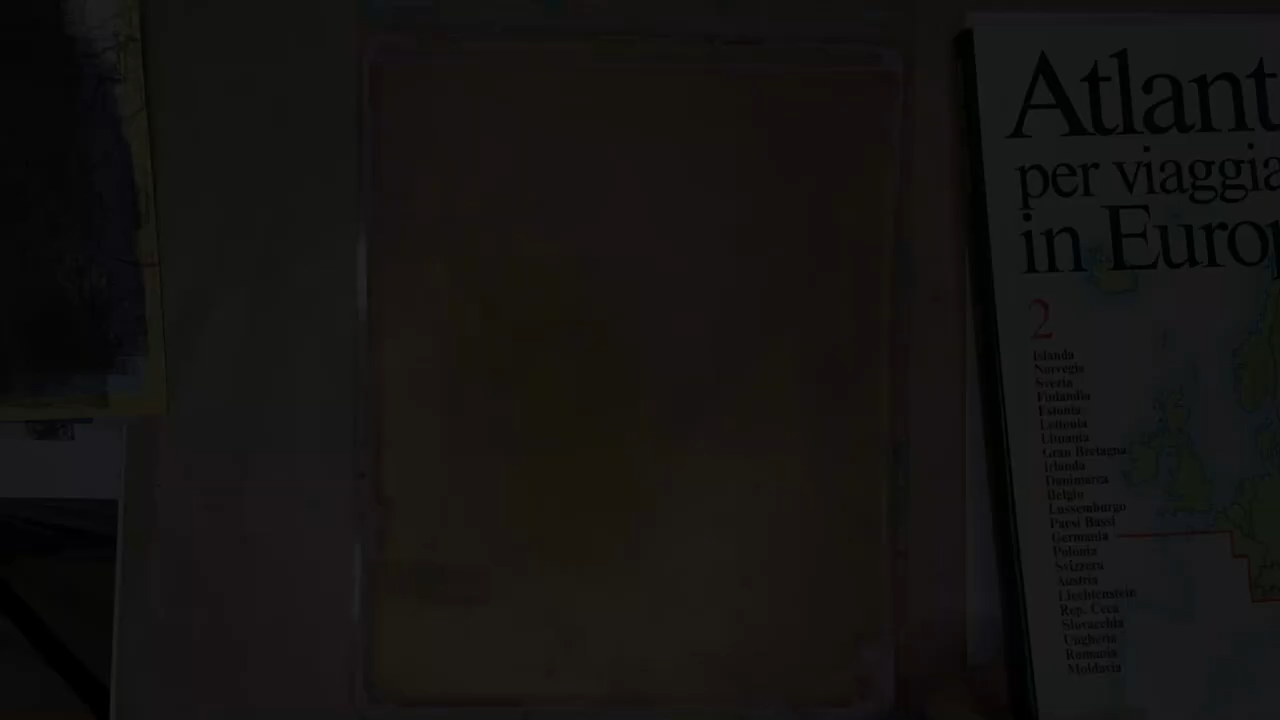 Atlant
per viaggia
in Europ
2
Islanda
Norvegia
Svezia
Finlandia
Estonia
Lettonia
Lituania
Gran Bretagna
Irlanda
Danimarca
Belgio
Lussemburgo
Paesi Bassi
Germania
Polonia
Svizzera
Austria
Liechtenstein
Rep. Ceca
Slovacchia
Ungheria
Romania
Moldavia